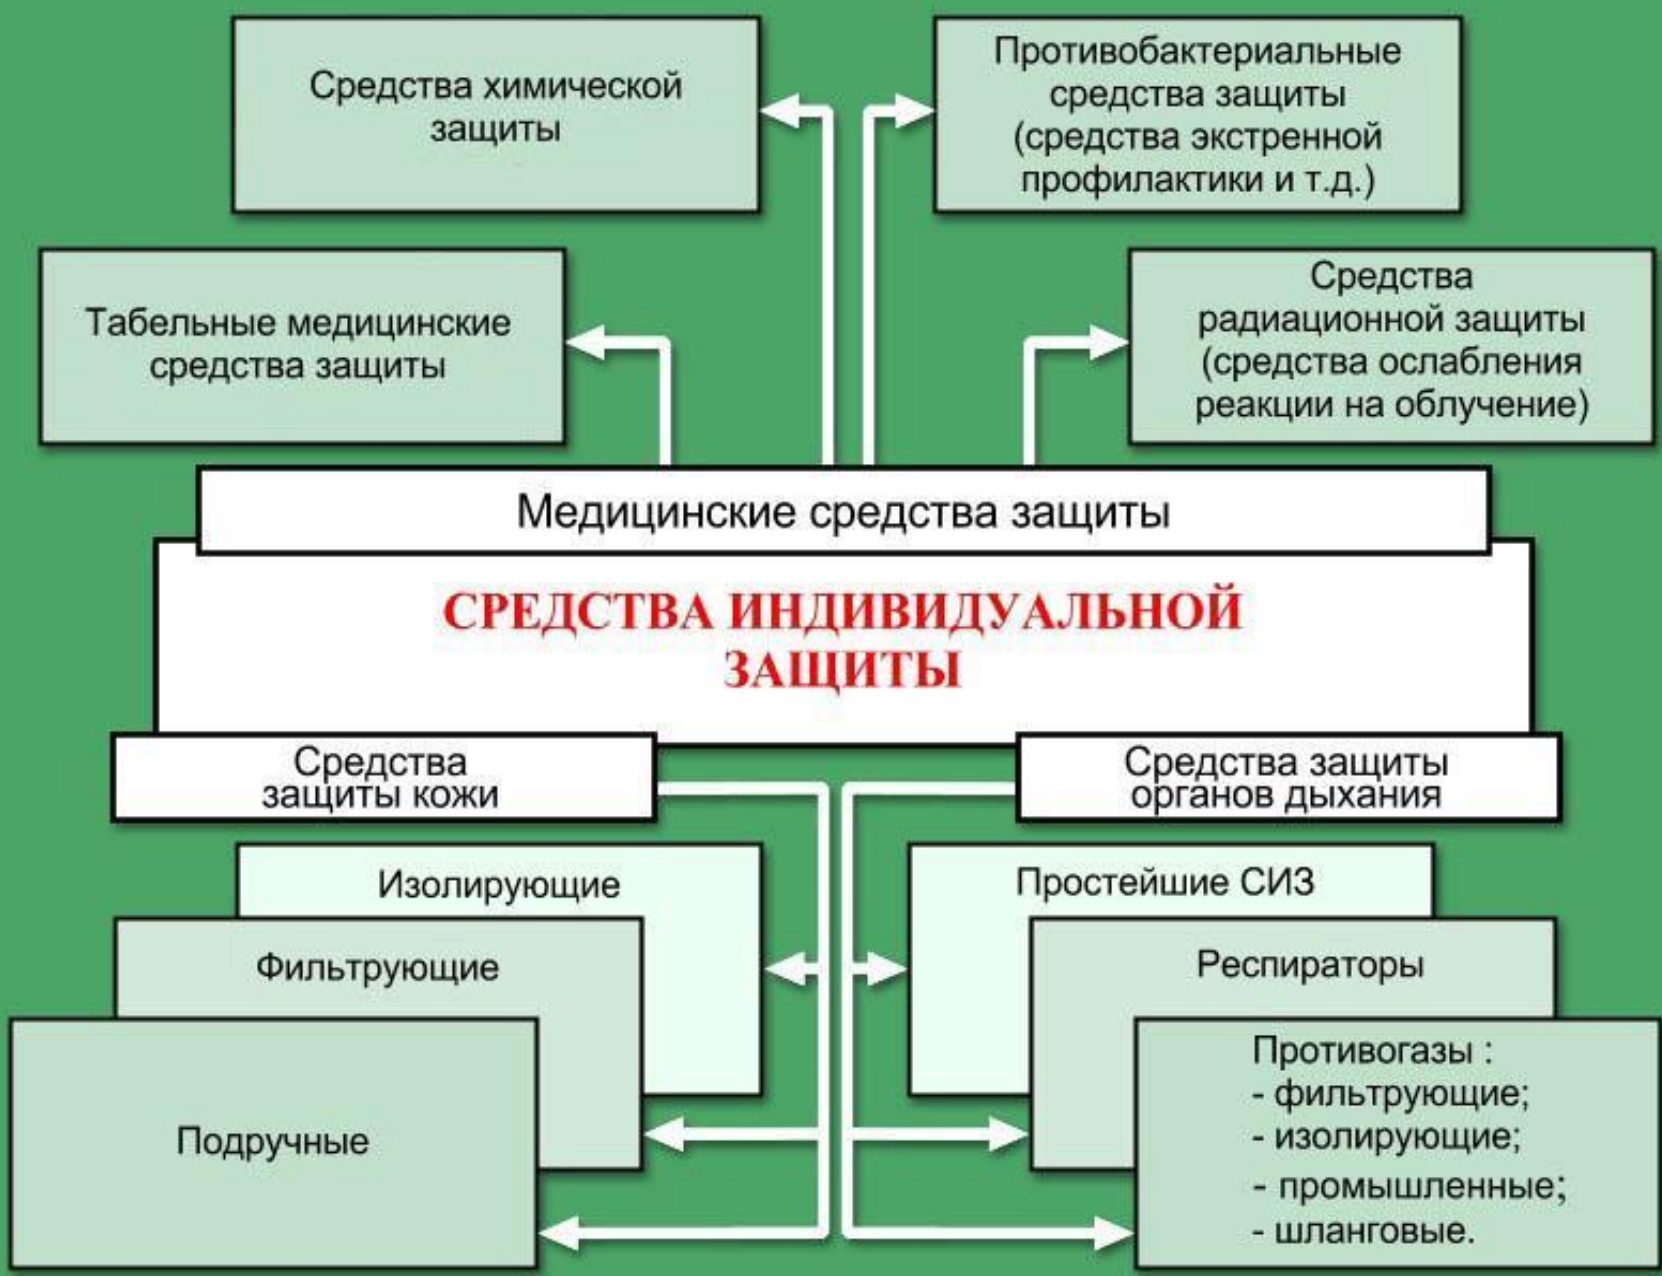 Средства химической
защиты
Противобактериальные
средства защиты
(средства экстренной
профилактики и т.д.)
Табельные медицинские
средства защиты
Средства
радиационной защиты
(средства ослабления
реакции на облучение)
Медицинские средства защиты
СРЕДСТВА ИНДИВИДУАЛЬНОЙ
ЗАЩИТЫ
Средства
защиты кожи
Средства защиты
органов дыхания
Изолирующие
Фильтрующие
Подручные
Простейшие СИЗ
Респираторы
Противогазы :
- фильтрующие;
- изолирующие;
- промышленные;
- шланговые.